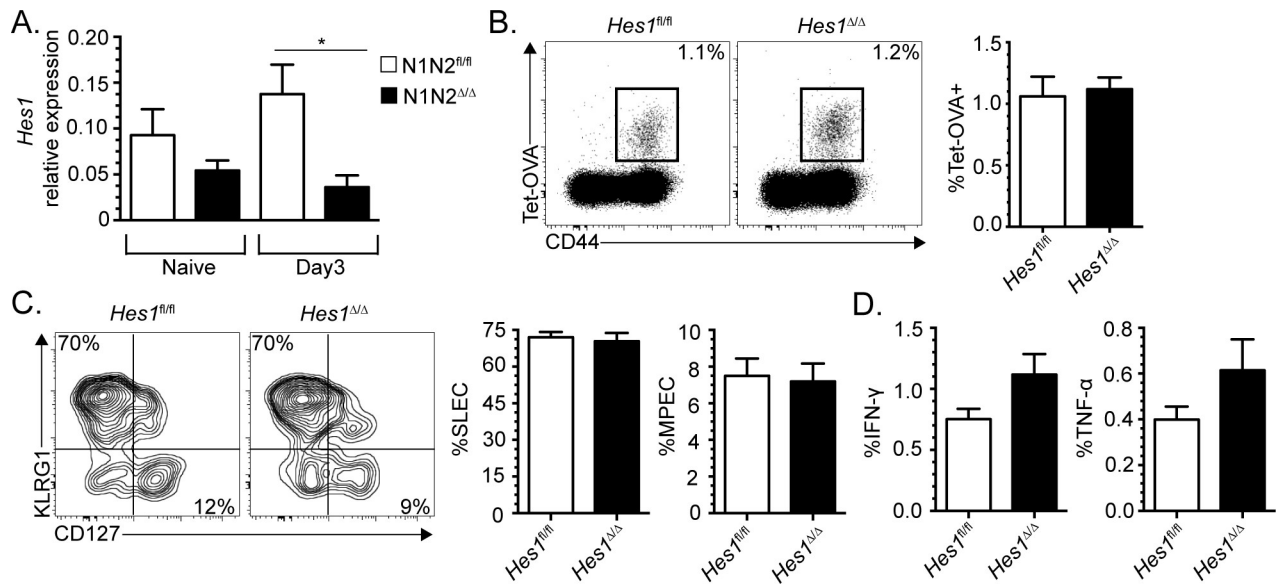 A.
Hes1
relative expression
0.20
0.15
0.10
0.05
0
*
N1N2fl/fl
N1N2Δ/Δ
Naive
Day3
B.
Hes1fl/fl
Hes1Δ/Δ
1.1%
1.2%
Tet-OVA
CD44
%Tet-OVA+
1.5
1.0
0.5
0.0
Hes1fl/fl
Hes1Δ/Δ
C.
Hes1fl/fl
Hes1Δ/Δ
70%
70%
12%
9%
KLRG1
CD127
%SLEC
75
60
45
30
15
0
Hes1fl/fl
Hes1Δ/Δ
%MPEC
10
8
6
4
2
0
Hes1fl/fl
Hes1Δ/Δ
D.
%IFN-γ
1.5
1.0
0.5
0.0
Hes1fl/fl
Hes1Δ/Δ
%TNF-α
0.8
0.6
0.4
0.2
0.0
Hes1fl/fl
Hes1Δ/Δ